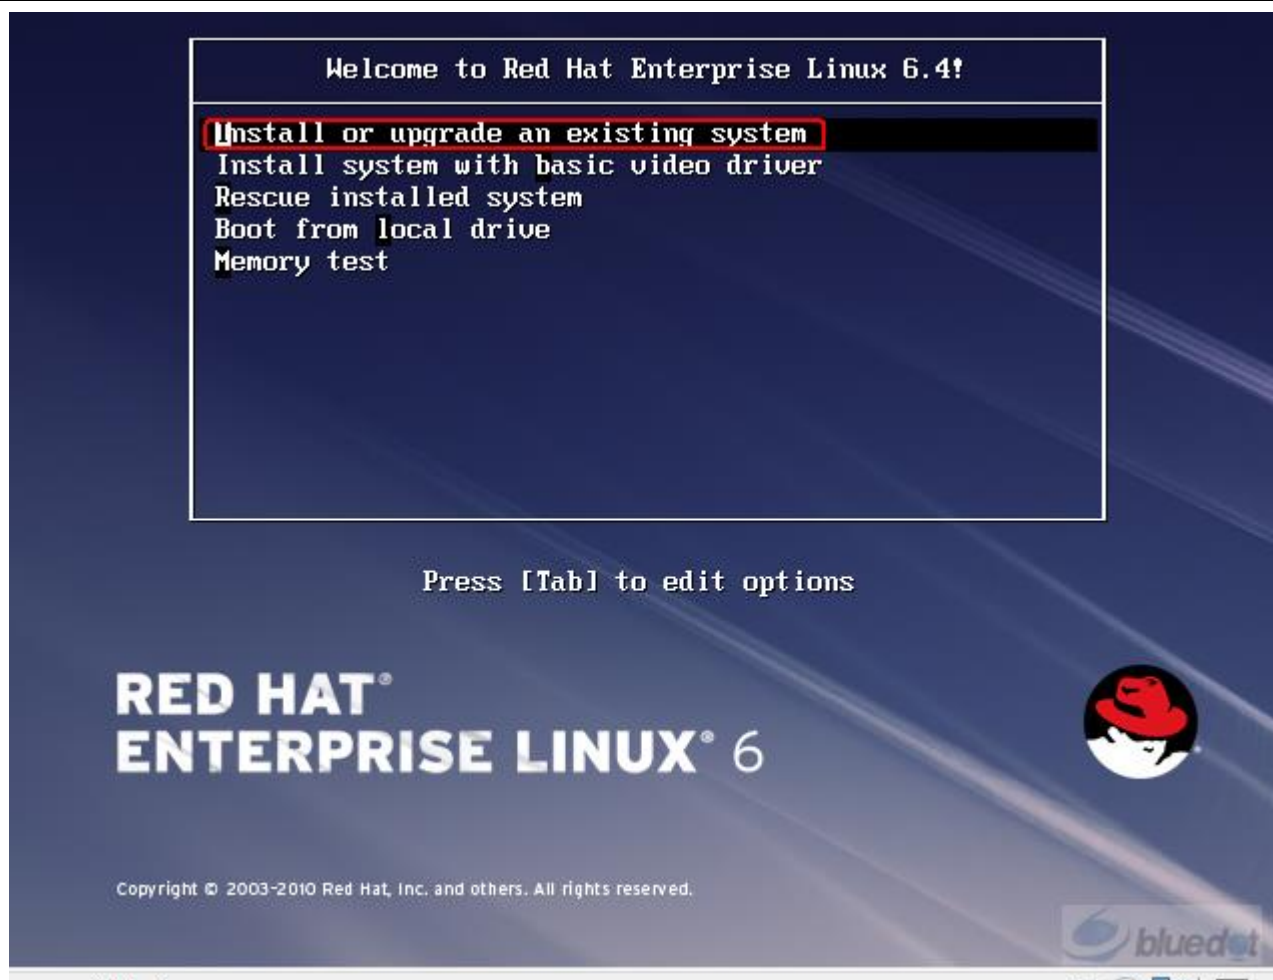 Welcome to Red Hat Enterprise Linux 6.4!
Install or upgrade an existing system
Install system with basic video driver
Rescue installed system
Boot from local drive
Memory test
Press [Tab] to edit options
RED HAT®
ENTERPRISE LINUX® 6
Copyright © 2003-2010 Red Hat, Inc. and others. All rights reserved.
bluedot